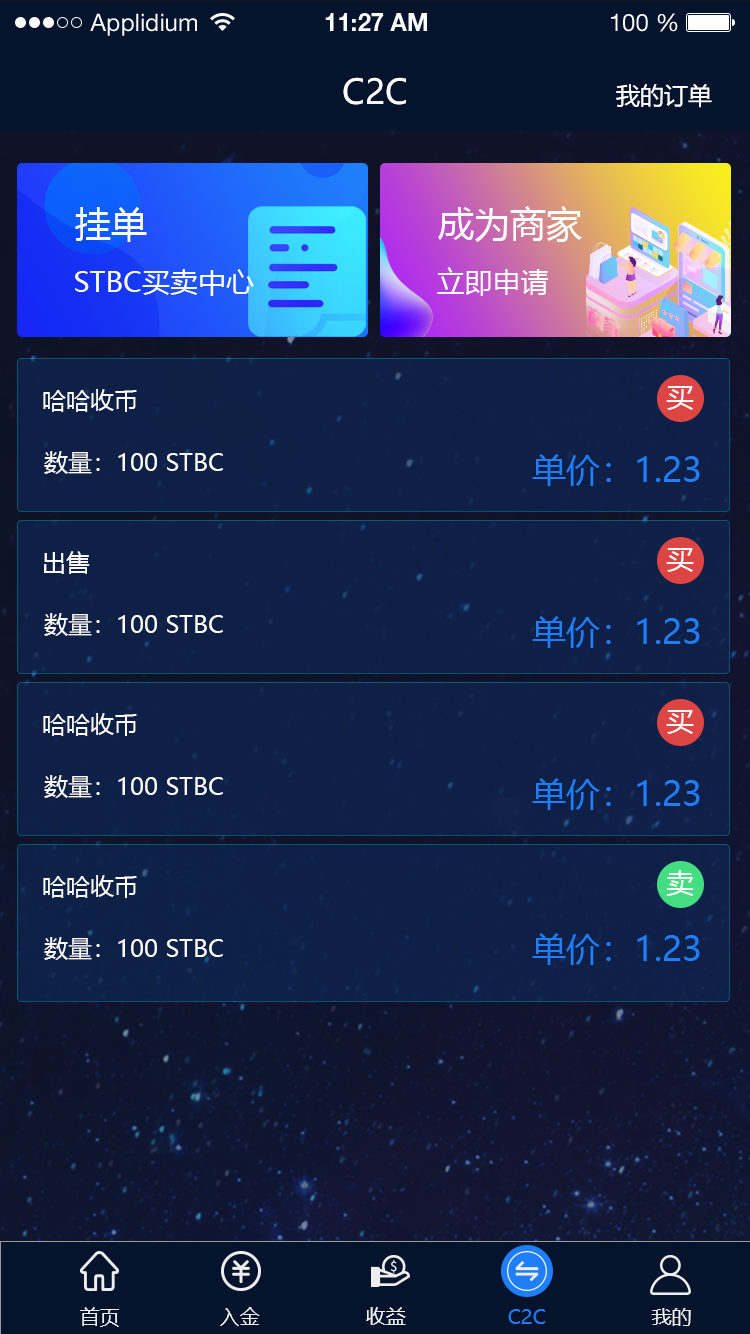 Applidium 11:27 AM 100 %
C2C
我的订单
挂单
STBC买卖中心
成为商家
立即申请
哈哈收币
买
数量：100 STBC
单价：1.23
出售
买
数量：100 STBC
单价：1.23
哈哈收币
买
数量：100 STBC
单价：1.23
哈哈收币
卖
数量：100 STBC
单价：1.23
首页
入金
收益
C2C
我的